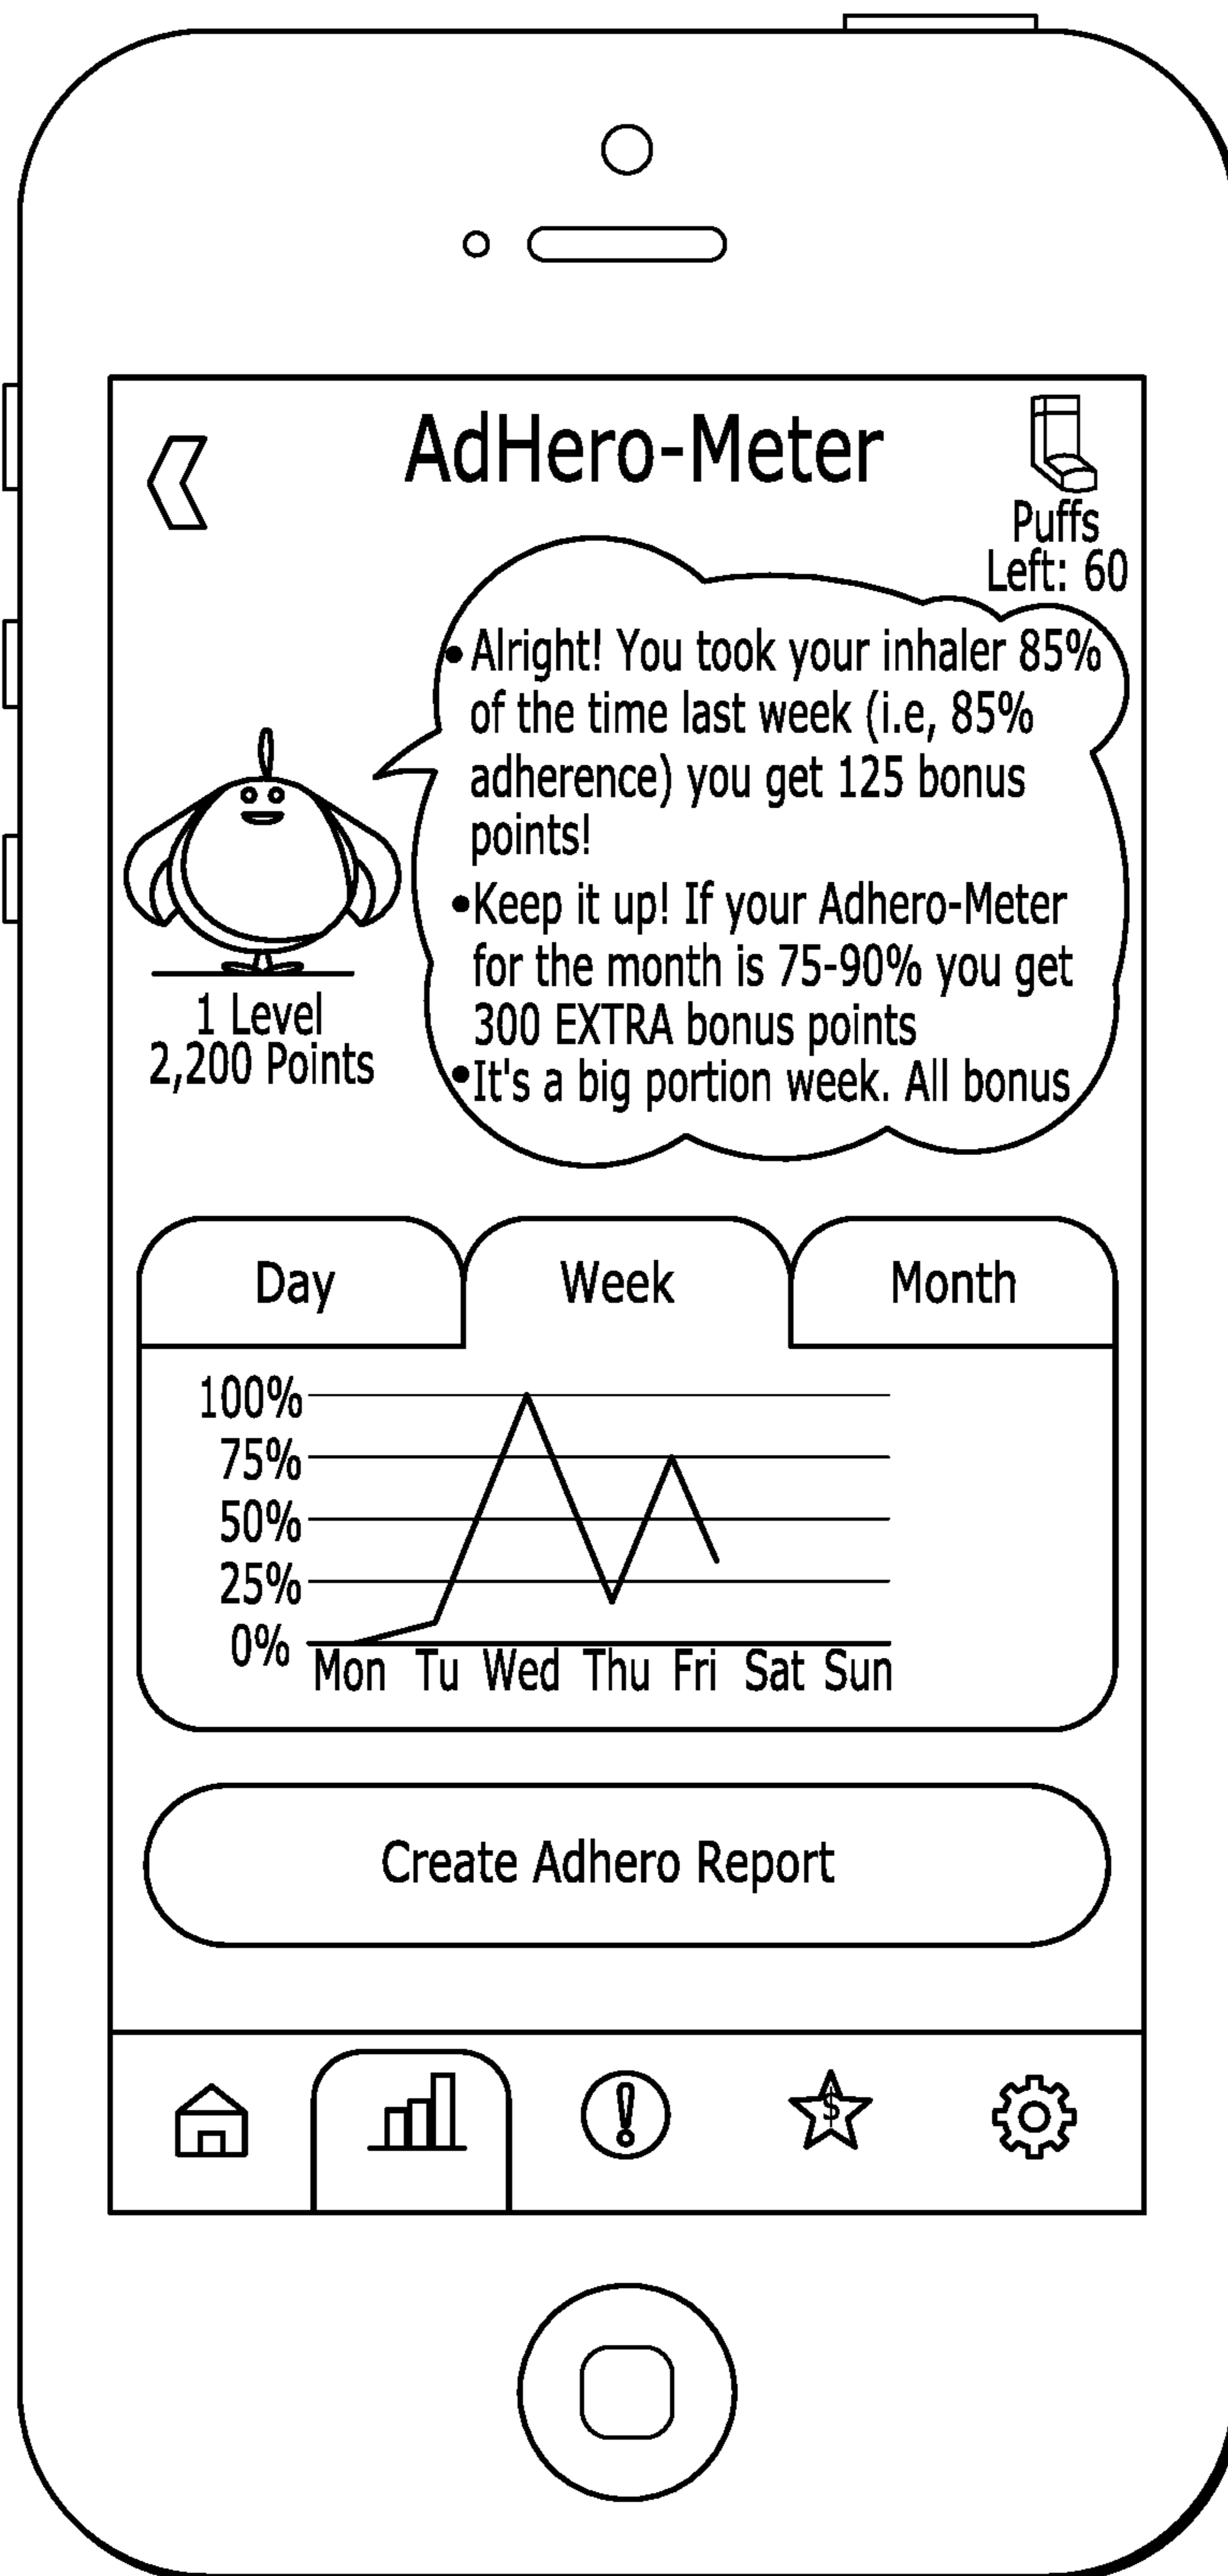 AdHero-Meter
Puffs
Left: 60
• Alright! You took your inhaler 85%
of the time last week (i.e, 85%
adherence) you get 125 bonus
points!
•Keep it up! If your Adhero-Meter
for the month is 75-90% you get
300 EXTRA bonus points
•It's a big portion week. All bonus
1 Level
2,200 Points
Day Week Month
100%
75%
50%
25%
0%
Mon Tu Wed Thu Fri Sat Sun
Create Adhero Report
$